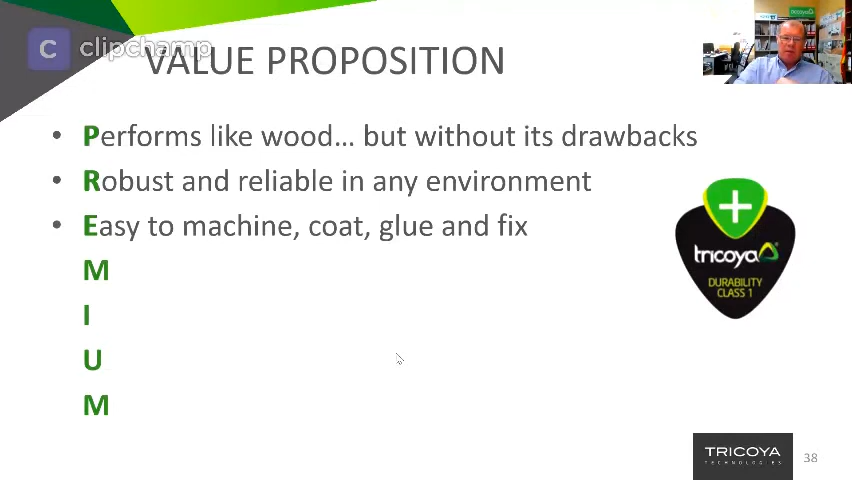 clipchamp
VALUE PROPOSITION
• Performs like wood... but without its drawbacks
• Robust and reliable in any environment
• Easy to machine, coat, glue and fix
M
I
U
M
tricoya
DURABILITY
CLASS 1
TRICOYA
TECHNOLOGIES
38